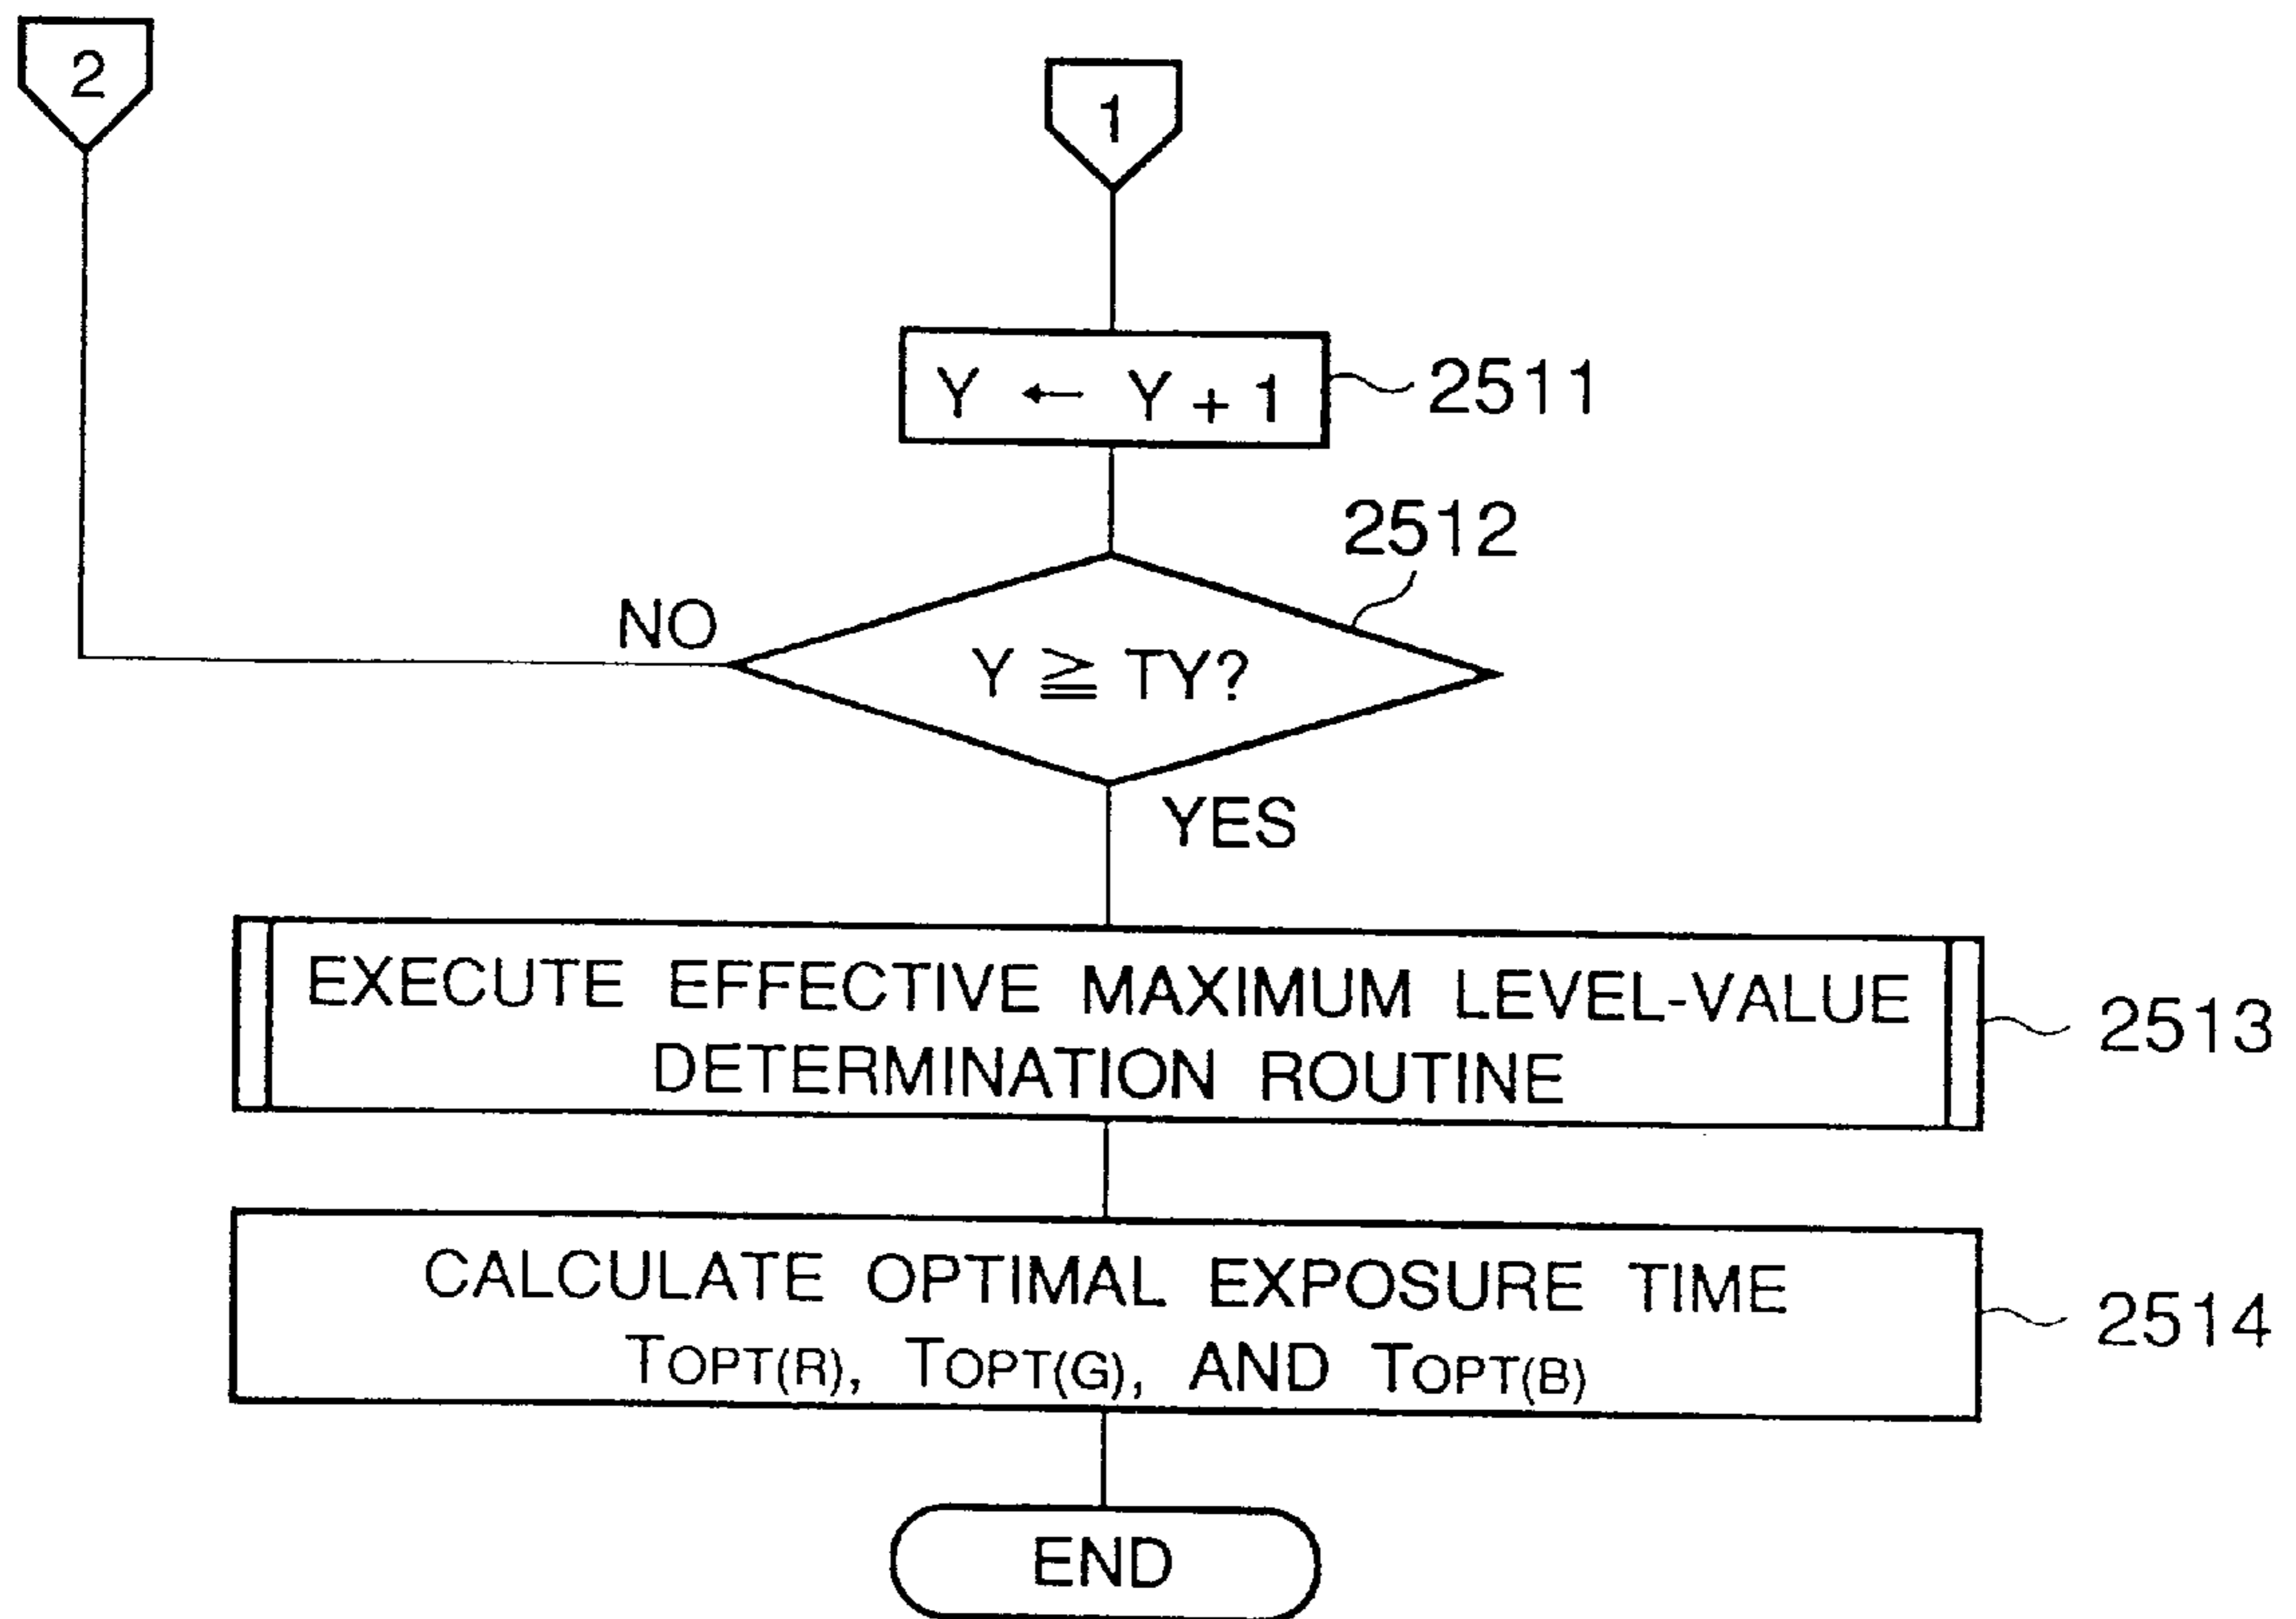 2
1
Y ← Y + 1
2511
2512
NO
Y ≧ TY?
YES
EXECUTE EFFECTIVE MAXIMUM LEVEL-VALUE
DETERMINATION ROUTINE
2513
CALCULATE OPTIMAL EXPOSURE TIME
TOPT(R), TOPT(G), AND TOPT(B)
2514
END